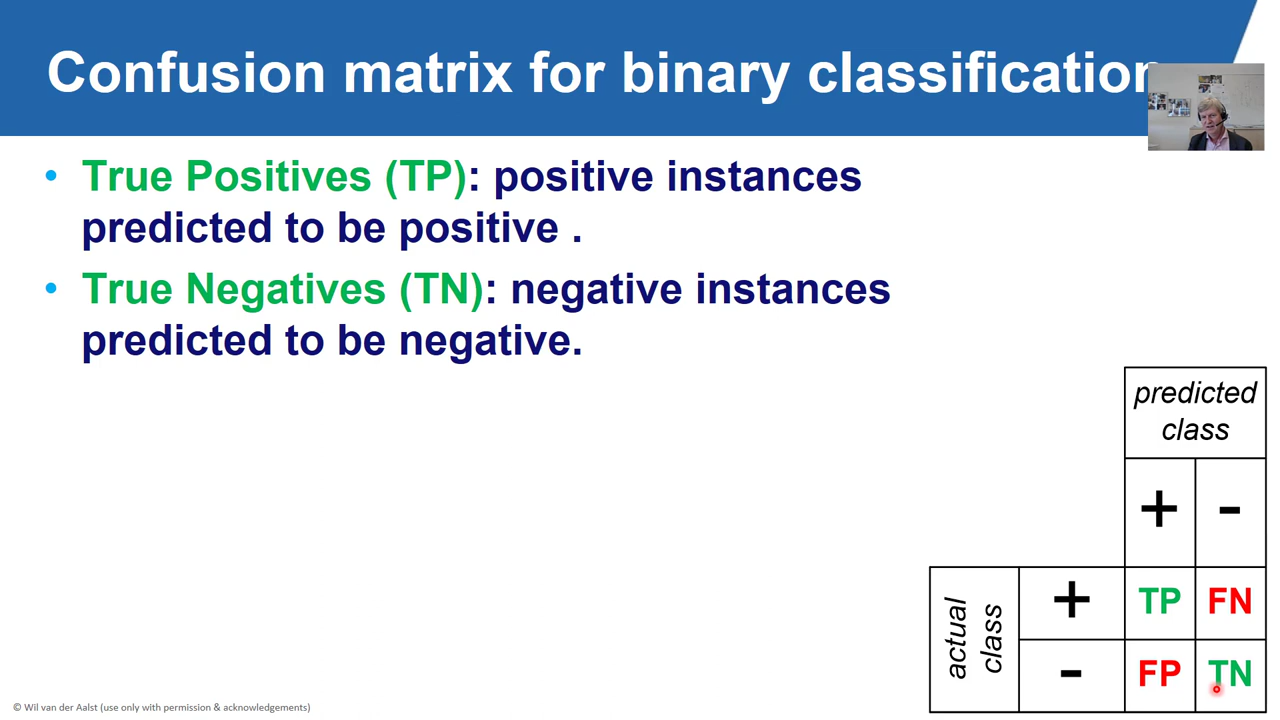 Confusion matrix for binary classification
• True Positives (TP): positive instances
predicted to be positive .
• True Negatives (TN): negative instances
predicted to be negative.
predicted
class
+ -
actual
class
+ TP FN
- FP TN
© Wil van der Aalst (use only with permission & acknowledgements)